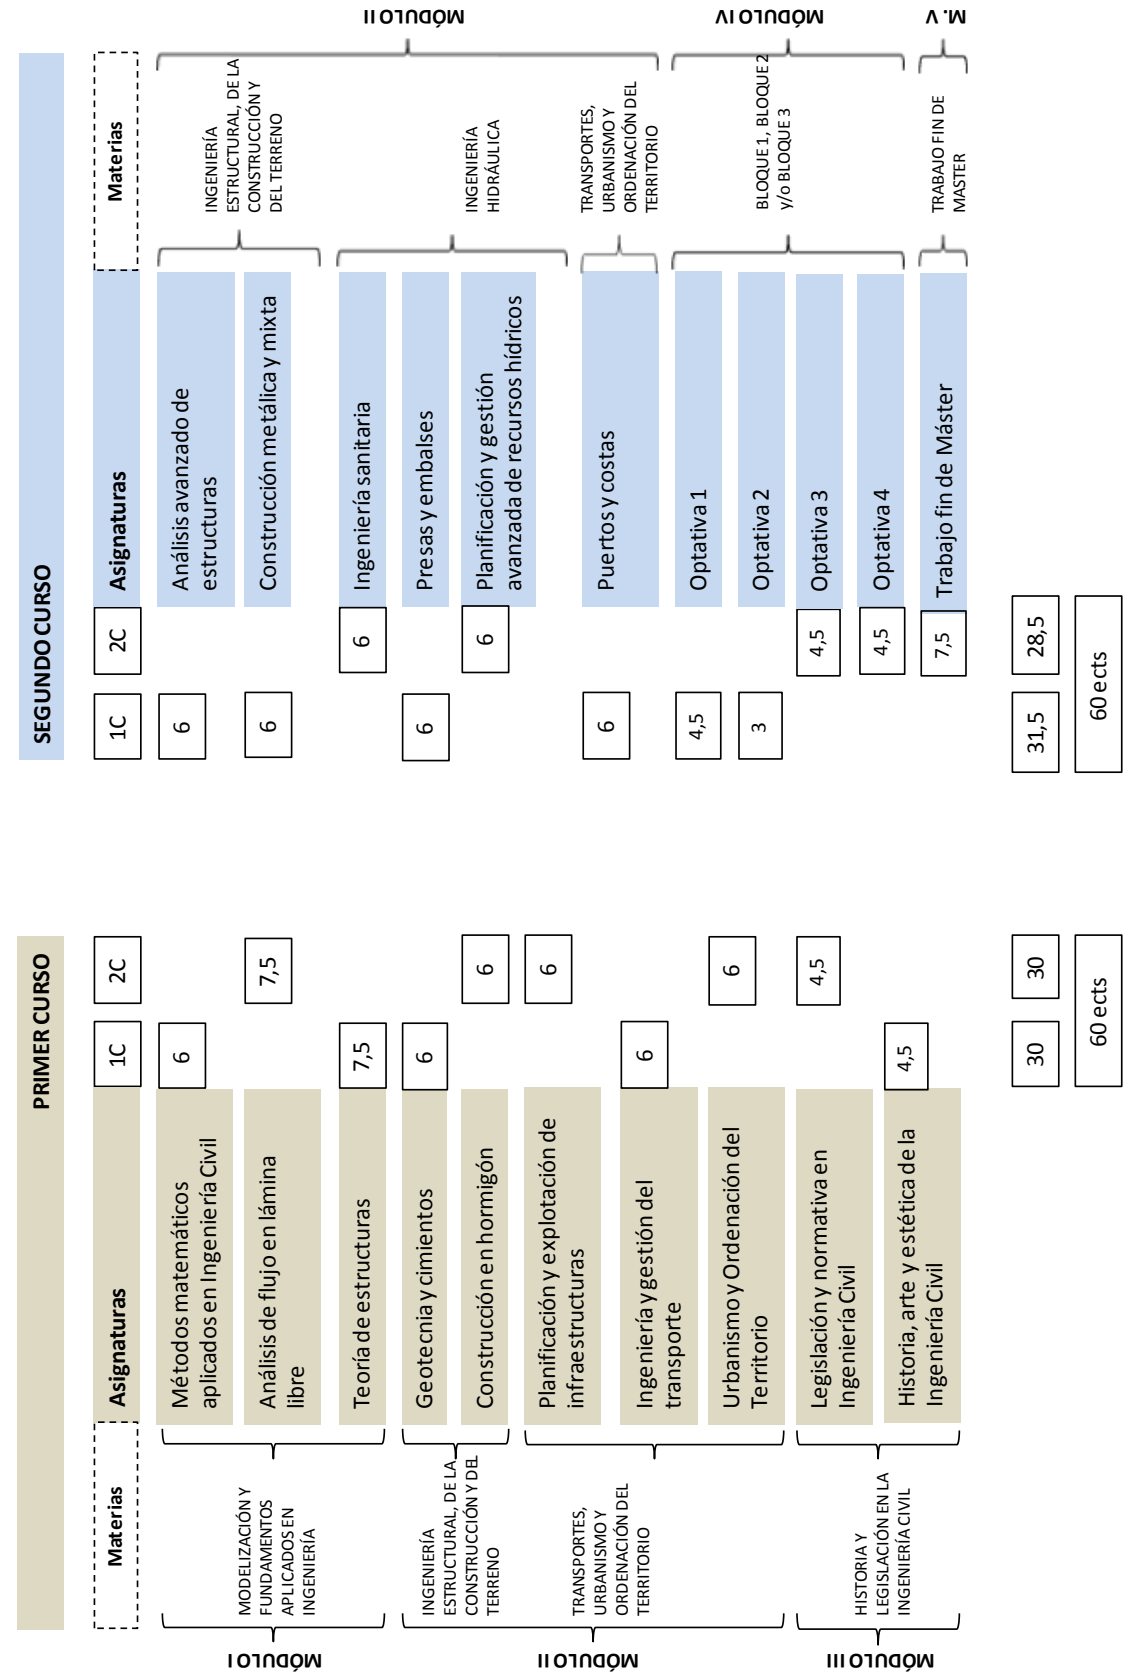 PRIMER CURSO
Materias
Asignaturas
1C
2C
MÓDULO I
MODELIZACIÓN Y
FUNDAMENTOS
APLICADOS EN
INGENIERÍA
Métodos matemáticos
aplicados en Ingeniería Civil
6
Análisis de flujo en lámina
libre
7,5
Teoría de estructuras
7,5
MÓDULO II
INGENIERÍA
ESTRUCTURAL, DE LA
CONSTRUCCIÓN Y DEL
TERRENO
Geotecnia y cimientos
6
Construcción en hormigón
6
TRANSPORTES,
URBANISMO Y
ORDENACIÓN DEL
TERRITORIO
Planificación y explotación de
infraestructuras
6
Ingeniería y gestión del
transporte
6
Urbanismo y Ordenación del
Territorio
6
MÓDULO III
HISTORIA Y
LEGISLACIÓN EN LA
INGENIERÍA CIVIL
Legislación y normativa en
Ingeniería Civil
4,5
Historia, arte y estética de la
Ingeniería Civil
4,5
30
30
60 ects
SEGUNDO CURSO
1C
2C
Asignaturas
Materias
6
Análisis avanzado de
estructuras
6
Construcción metálica y mixta
INGENIERÍA
ESTRUCTURAL, DE LA
CONSTRUCCIÓN Y
DEL TERRENO
MÓDULO II
6
Ingeniería sanitaria
6
Presas y embalses
6
Planificación y gestión
avanzada de recursos hídricos
INGENIERÍA
HIDRÁULICA
6
Puertos y costas
TRANSPORTES,
URBANISMO Y
ORDENACIÓN DEL
TERRITORIO
4,5
Optativa 1
3
Optativa 2
4,5
Optativa 3
4,5
Optativa 4
BLOQUE 1, BLOQUE 2
y/o BLOQUE 3
MÓDULO IV
7,5
Trabajo fin de Máster
TRABAJO FIN DE
MASTER
M. V
31,5
28,5
60 ects